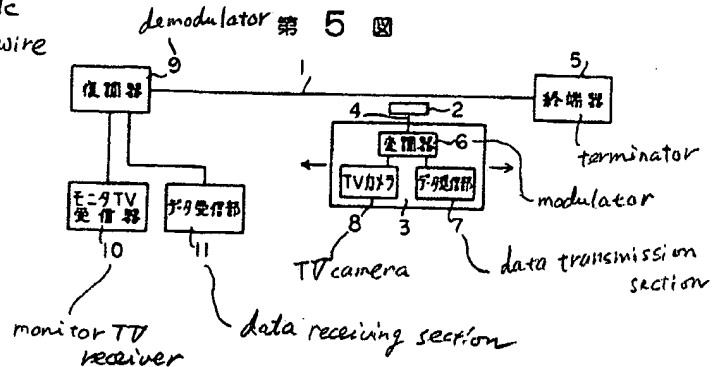 c
wire
demodulator 第 5 図
9
1
5
復調器
終端器
4
2
変調器
6
terminator
TVカメラ
データ送信部
modulator
8
3
7
モニタTV
受信器
データ受信部
10
11
TV camera
data transmission
section
monitor TV
receiver
data receiving section